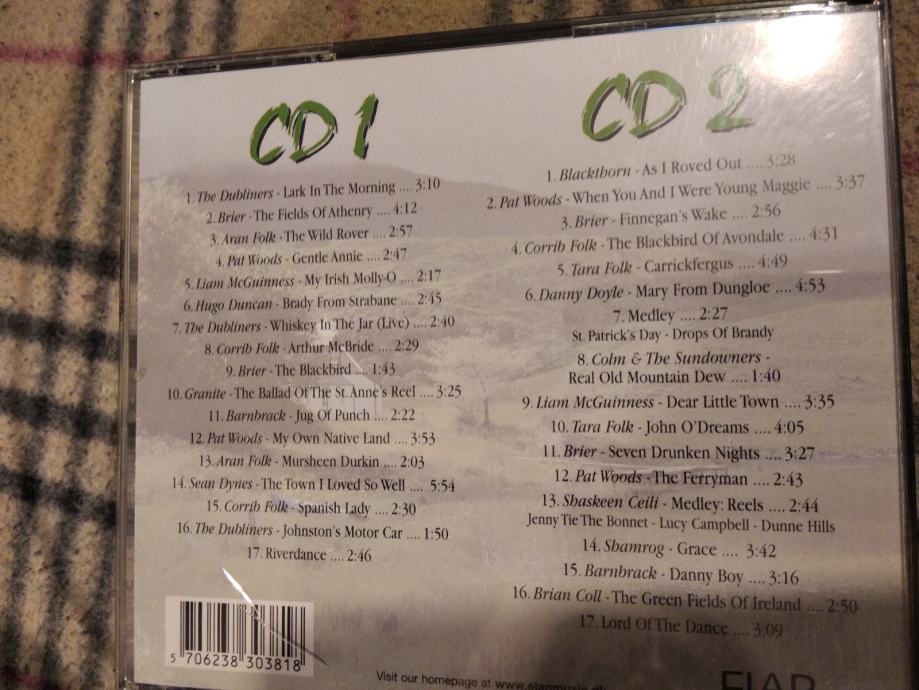 CD 1
1. The Dubliners - Lark In The Morning .... 3:10
2. Brier - The Fields Of Athenry .... 4:12
3. Aran Folk - The Wild Rover .... 2:57
4. Pat Woods - Gentle Annie .... 2:47
5. Liam McGuinness - My Irish Molly-O .... 2:17
6. Hugo Duncan - Brady From Strabane .... 2:45
7. The Dubliners - Whiskey In The Jar (Live) .... 2:40
8. Corrib Folk - Arthur McBride .... 2:29
9. Brier - The Blackbird .... 1:43
10. Granite - The Ballad Of The St. Anne's Reel .... 3:25
11. Barnbrack - Jug Of Punch .... 2:22
12. Pat Woods - My Own Native Land .... 3:53
13. Aran Folk - Mursheen Durkin .... 2:03
14. Sean Dynes - The Town I Loved So Well .... 5:54
15. Corrib Folk - Spanish Lady .... 2:30
16. The Dubliners - Johnston's Motor Car .... 1:50
17. Riverdance .... 2:46
5 706238 303818
CD 2
1. Blackthorn - As I Roved Out .... 3:28
2. Pat Woods - When You And I Were Young Maggie .... 3:37
3. Brier - Finnegan's Wake .... 2:56
4. Corrib Folk - The Blackbird Of Avondale .... 4:31
5. Tara Folk - Carrickfergus .... 4:49
6. Danny Doyle - Mary From Dungloe .... 4:53
7. Medley .... 2:27
St. Patrick's Day - Drops Of Brandy
8. Colm & The Sundowners -
Real Old Mountain Dew .... 1:40
9. Liam McGuinness - Dear Little Town .... 3:35
10. Tara Folk - John O'Dreams .... 4:05
11. Brier - Seven Drunken Nights .... 3:27
12. Pat Woods - The Ferryman .... 2:43
13. Shaskeen Ceili - Medley: Reels .... 2:44
Jenny Tie The Bonnet - Lucy Campbell - Dunne Hills
14. Shamrog - Grace .... 3:42
15. Barnbrack - Danny Boy .... 3:16
16. Brian Coll - The Green Fields Of Ireland .... 2:50
17. Lord Of The Dance .... 3:09
Visit our homepage at